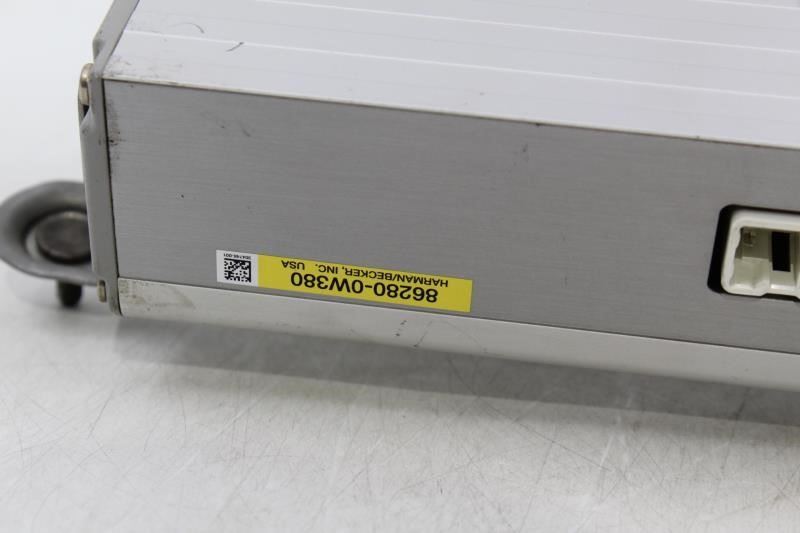 86280-0W380
HARMAN/BECKER, INC. USA